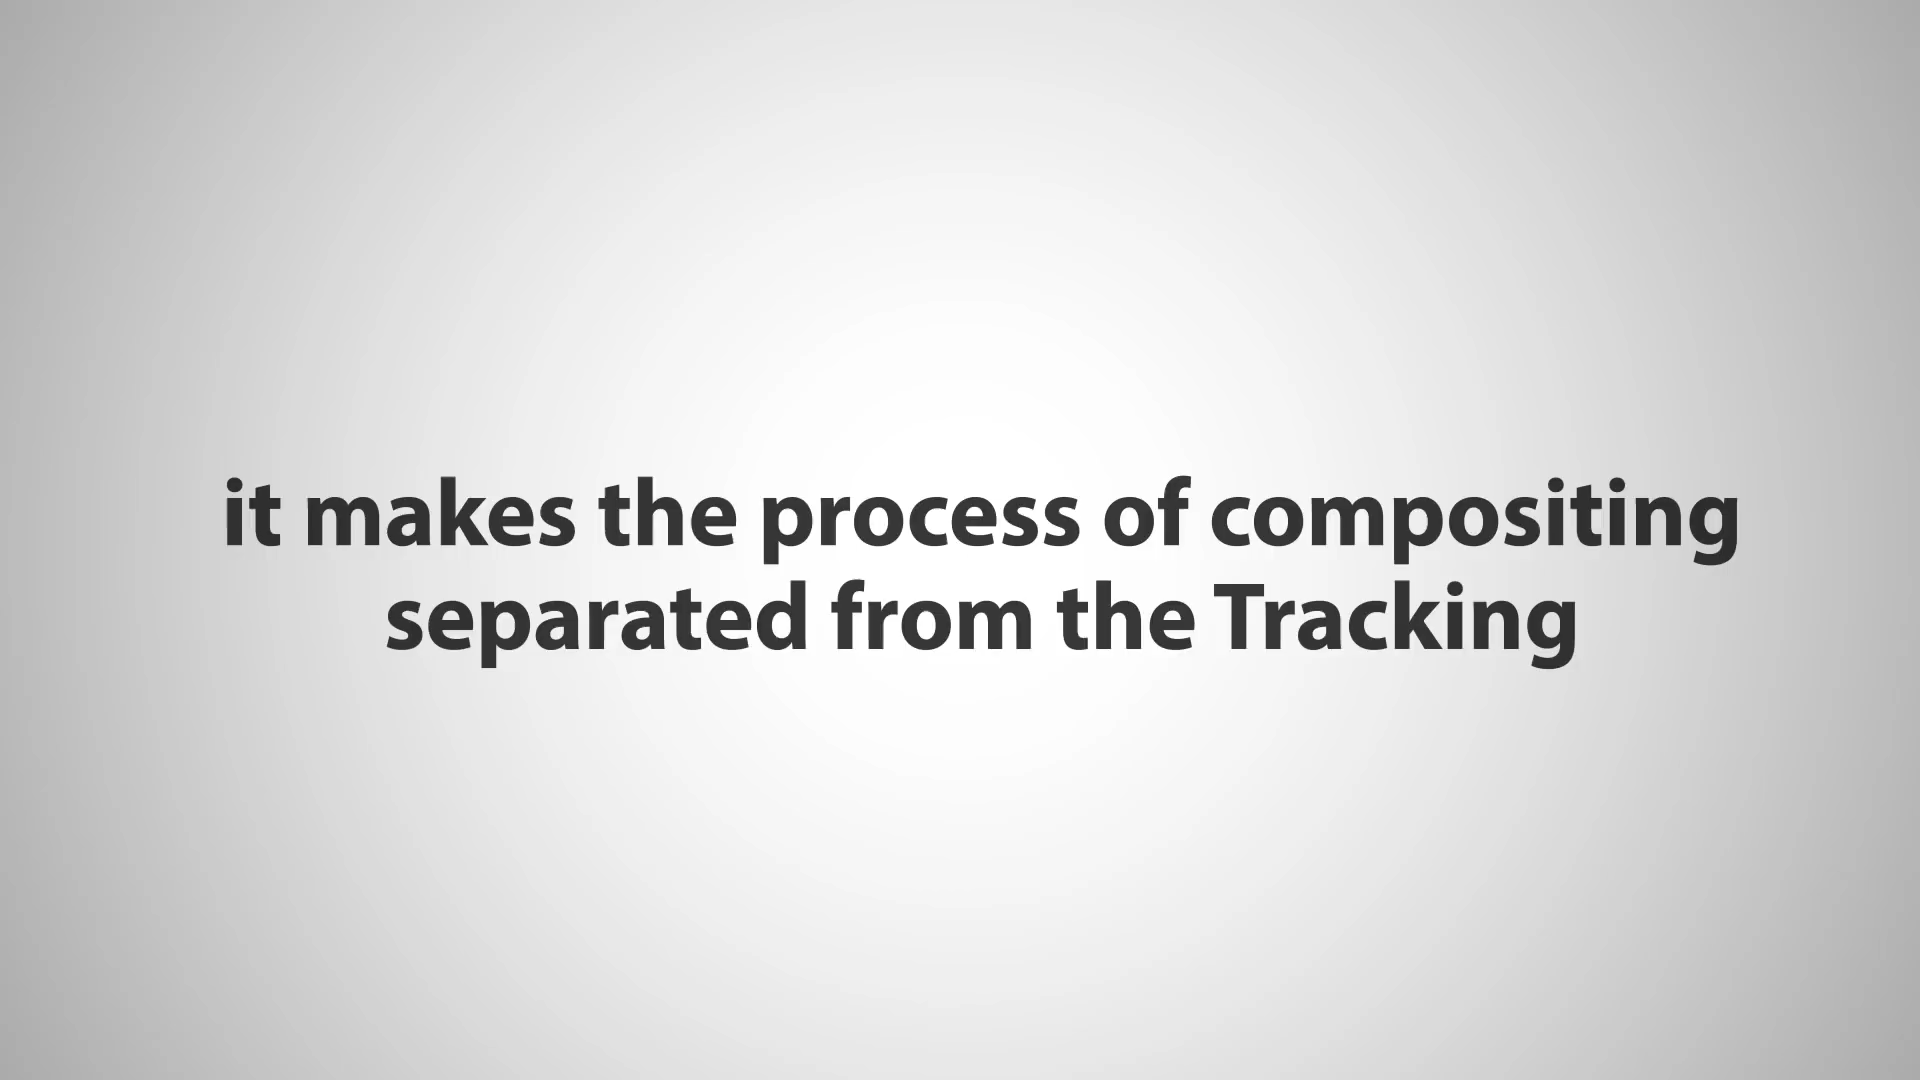 it makes the process of compositing
separated from the Tracking